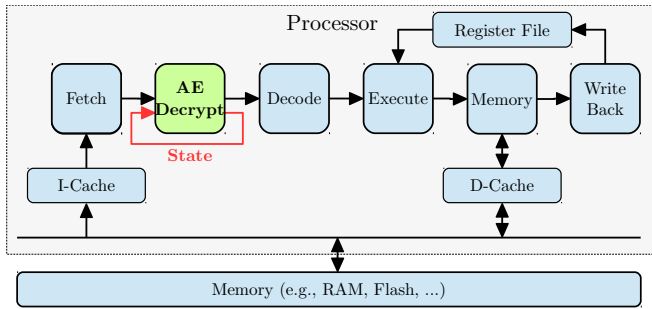 Processor
Register File
Fetch
AE
Decrypt
Decode
Execute
Memory
Write
Back
State
I-Cache
D-Cache
Memory (e.g., RAM, Flash, ...)